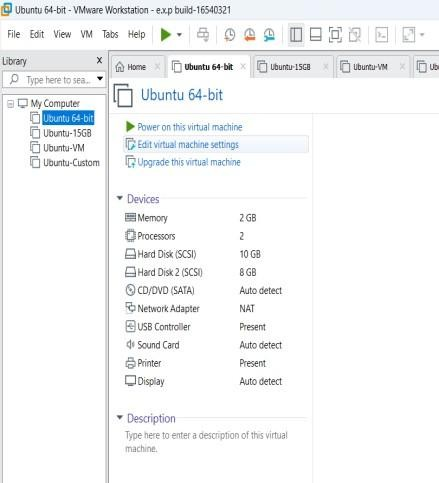 Ubuntu 64-bit - VMware Workstation - e.x.p build-16540321
File Edit View VM Tabs Help
Library x
Type here to sea...
My Computer
Ubuntu 64-bit
Ubuntu-15GB
Ubuntu-VM
Ubuntu-Custom
Home Ubuntu 64-bit Ubuntu-15GB Ubuntu-VM Ub
Ubuntu 64-bit
Power on this virtual machine
Edit virtual machine settings
Upgrade this virtual machine
Devices
Memory 2 GB
Processors 2
Hard Disk (SCSI) 10 GB
Hard Disk 2 (SCSI) 8 GB
CD/DVD (SATA) Auto detect
Network Adapter NAT
USB Controller Present
Sound Card Auto detect
Printer Present
Display Auto detect
Description
Type here to enter a description of this virtual
machine.